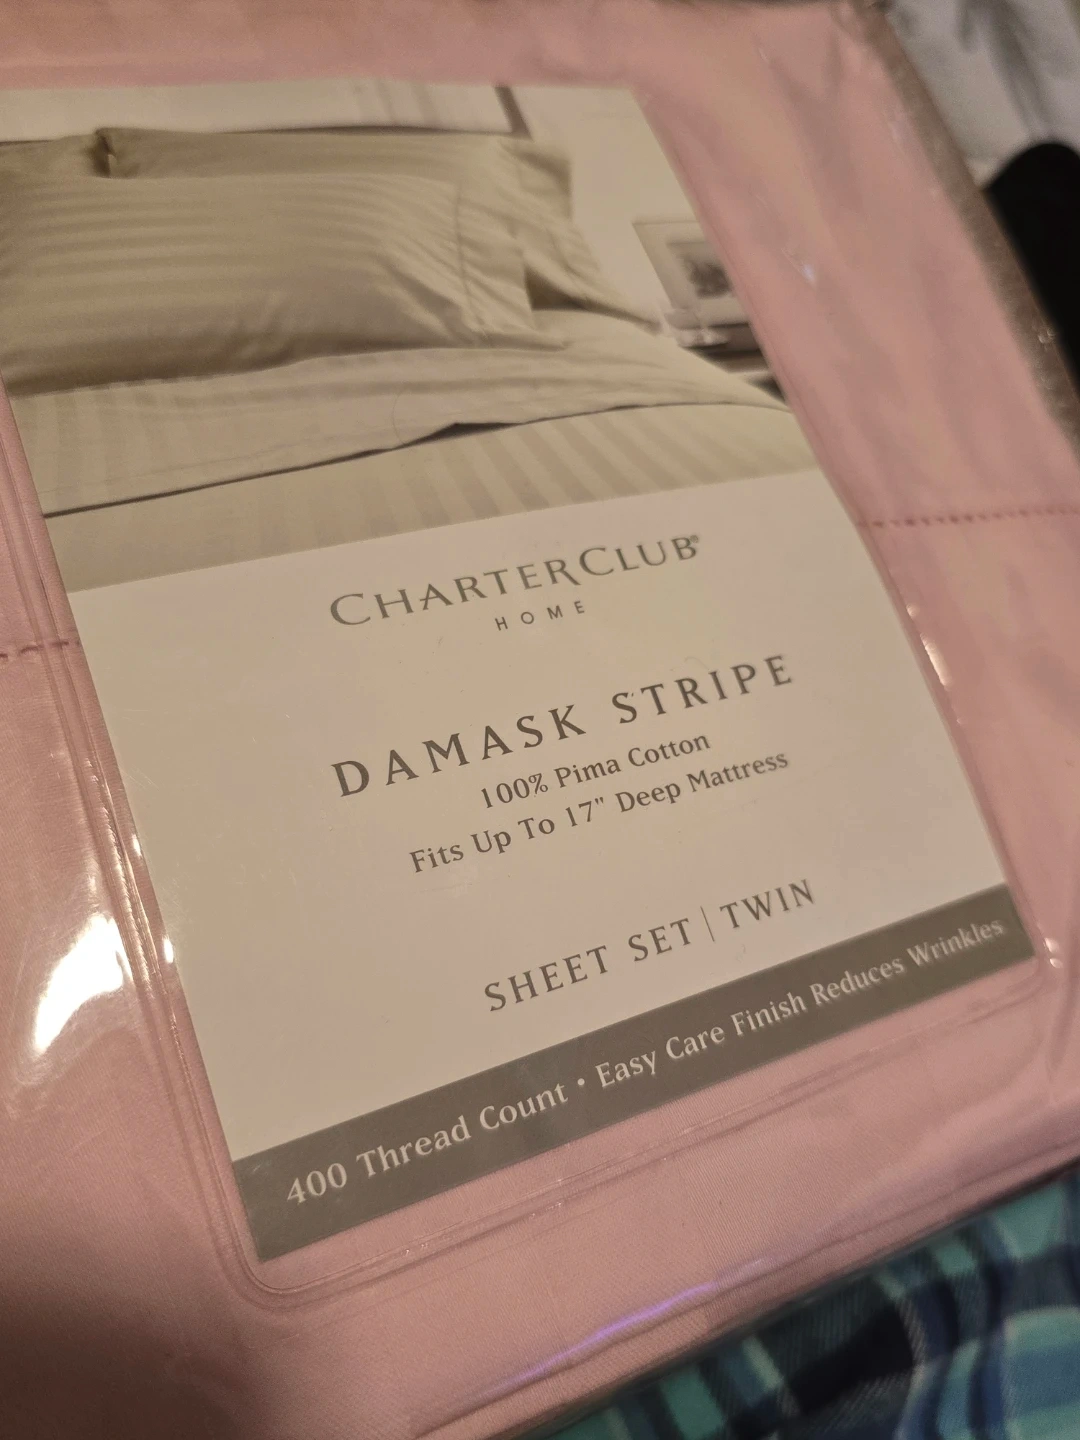 CHARTERCLUB®
HOME
DAMASK STRIPE
100% Pima Cotton
Fits Up To 17" Deep Mattress
SHEET SET | TWIN
400 Thread Count • Easy Care Finish Reduces Wrinkles